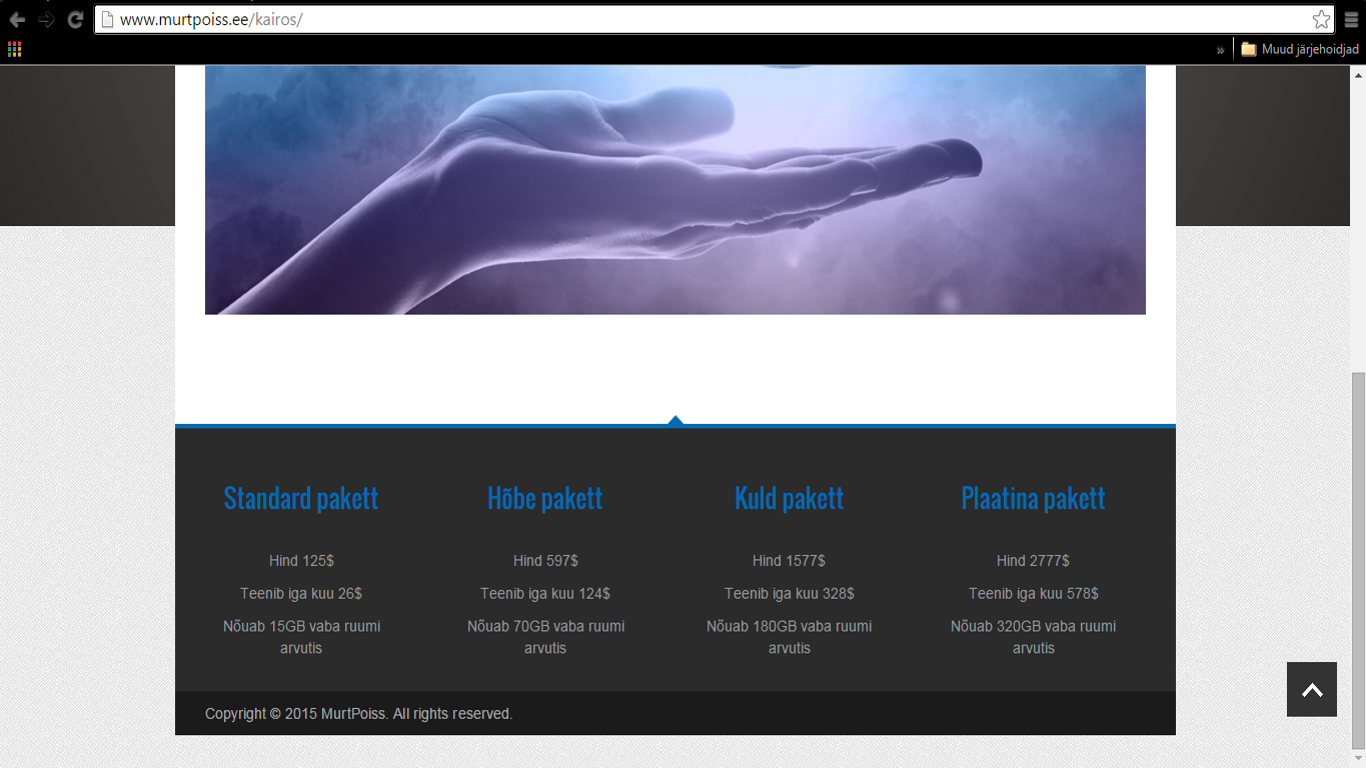 www.murtpoiss.ee/kairos/
» Muud järjehoidjad
Standard pakett
Hind 125$
Teenib iga kuu 26$
Nõuab 15GB vaba ruumi
arvutis
Hõbe pakett
Hind 597$
Teenib iga kuu 124$
Nõuab 70GB vaba ruumi
arvutis
Kuld pakett
Hind 1577$
Teenib iga kuu 328$
Nõuab 180GB vaba ruumi
arvutis
Plaatina pakett
Hind 2777$
Teenib iga kuu 578$
Nõuab 320GB vaba ruumi
arvutis
Copyright © 2015 MurtPoiss. All rights reserved.